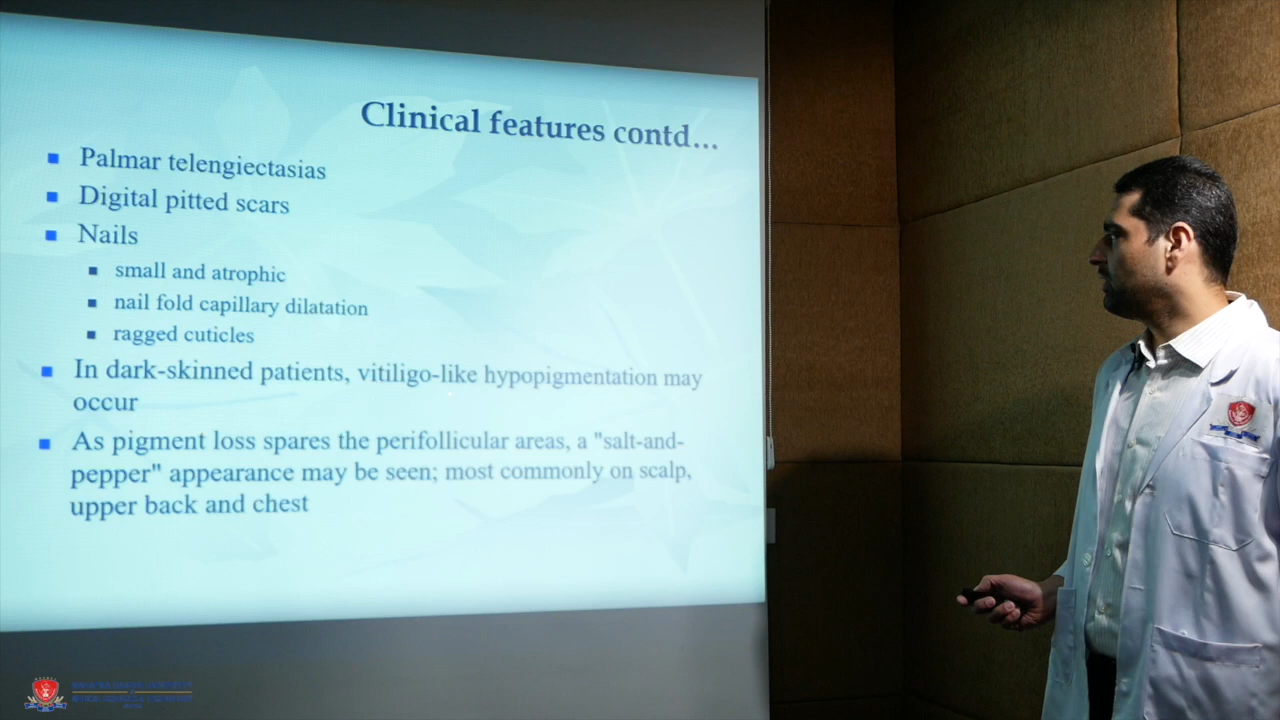 Clinical features contd...
Palmar telengiectasias
Digital pitted scars
Nails
small and atrophic
nail fold capillary dilatation
ragged cuticles
In dark-skinned patients, vitiligo-like hypopigmentation may
occur
As pigment loss spares the perifollicular areas, a "salt-and-
pepper" appearance may be seen; most commonly on scalp,
upper back and chest